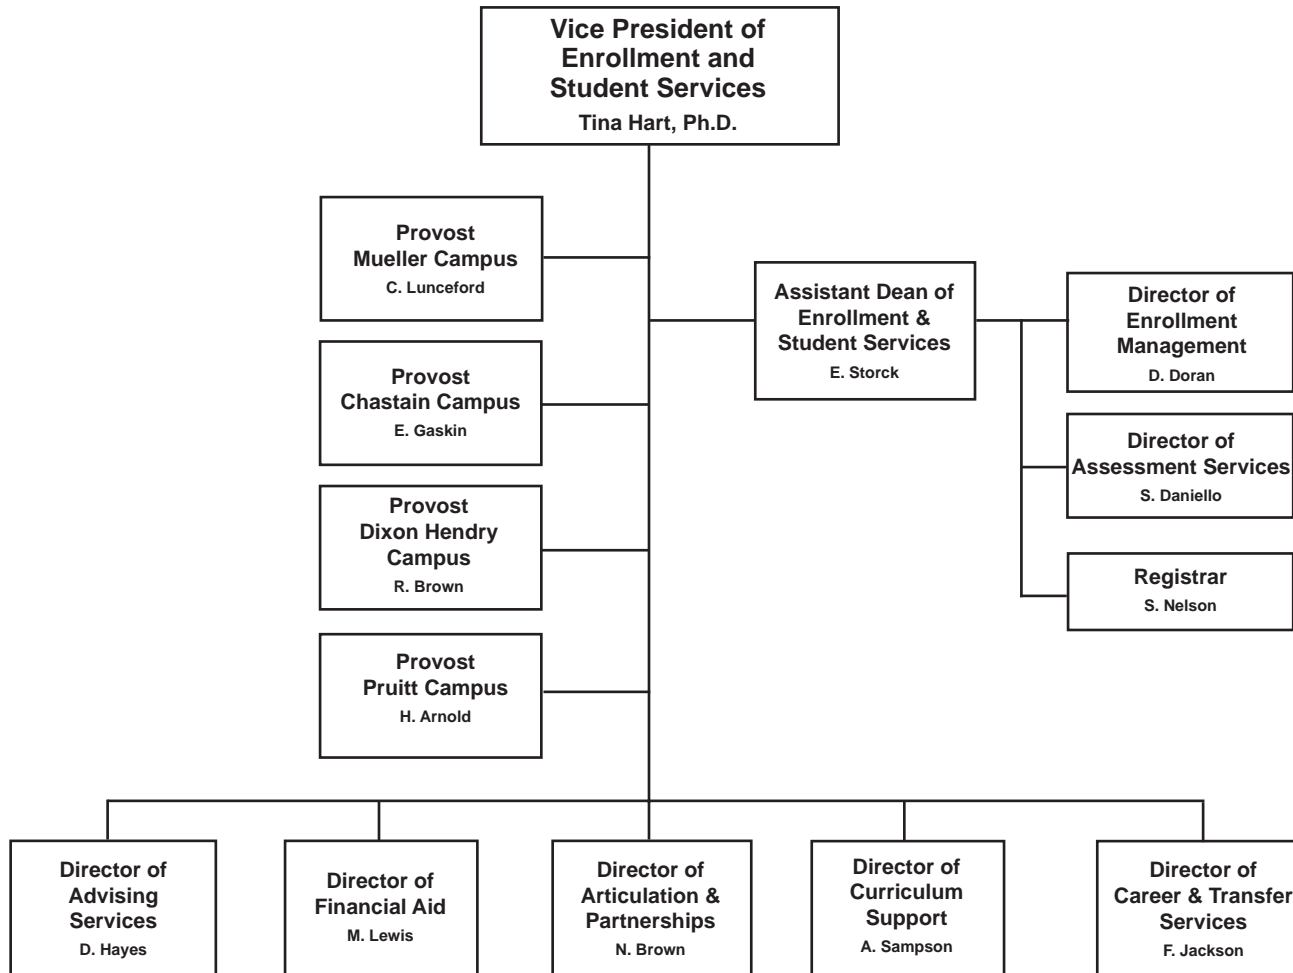 Vice President of
Enrollment and
Student Services
Tina Hart, Ph.D.
Provost
Mueller Campus
C. Lunceford
Assistant Dean of
Enrollment &
Student Services
E. Storck
Director of
Enrollment
Management
D. Doran
Provost
Chastain Campus
E. Gaskin
Director of
Assessment Services
S. Daniello
Provost
Dixon Hendry
Campus
R. Brown
Registrar
S. Nelson
Provost
Pruitt Campus
H. Arnold
Director of
Advising
Services
D. Hayes
Director of
Financial Aid
M. Lewis
Director of
Articulation &
Partnerships
N. Brown
Director of
Curriculum
Support
A. Sampson
Director of
Career & Transfer
Services
F. Jackson